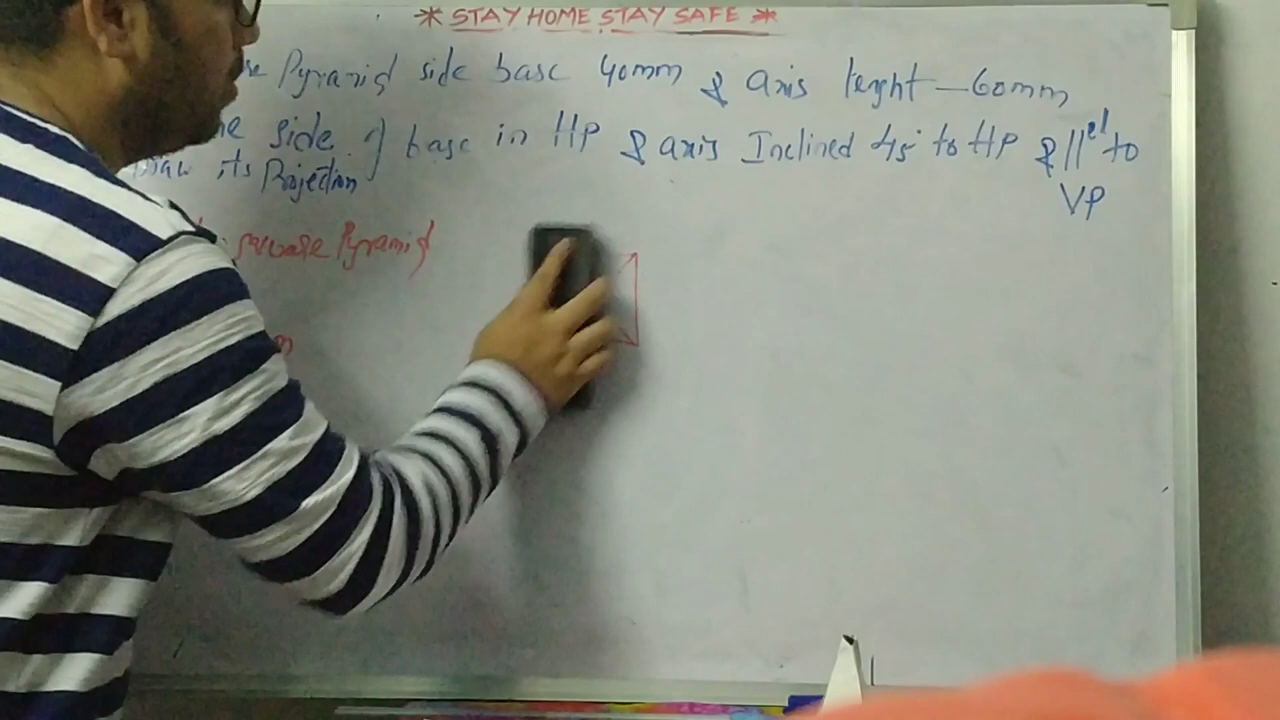 * STAY HOME STAY SAFE *
Pyramid side base 40mm & axis lenght - 60mm
side of base in HP & axis Inclined 45° to HP & ||el to VP
Draw its Projection
square Pyramid